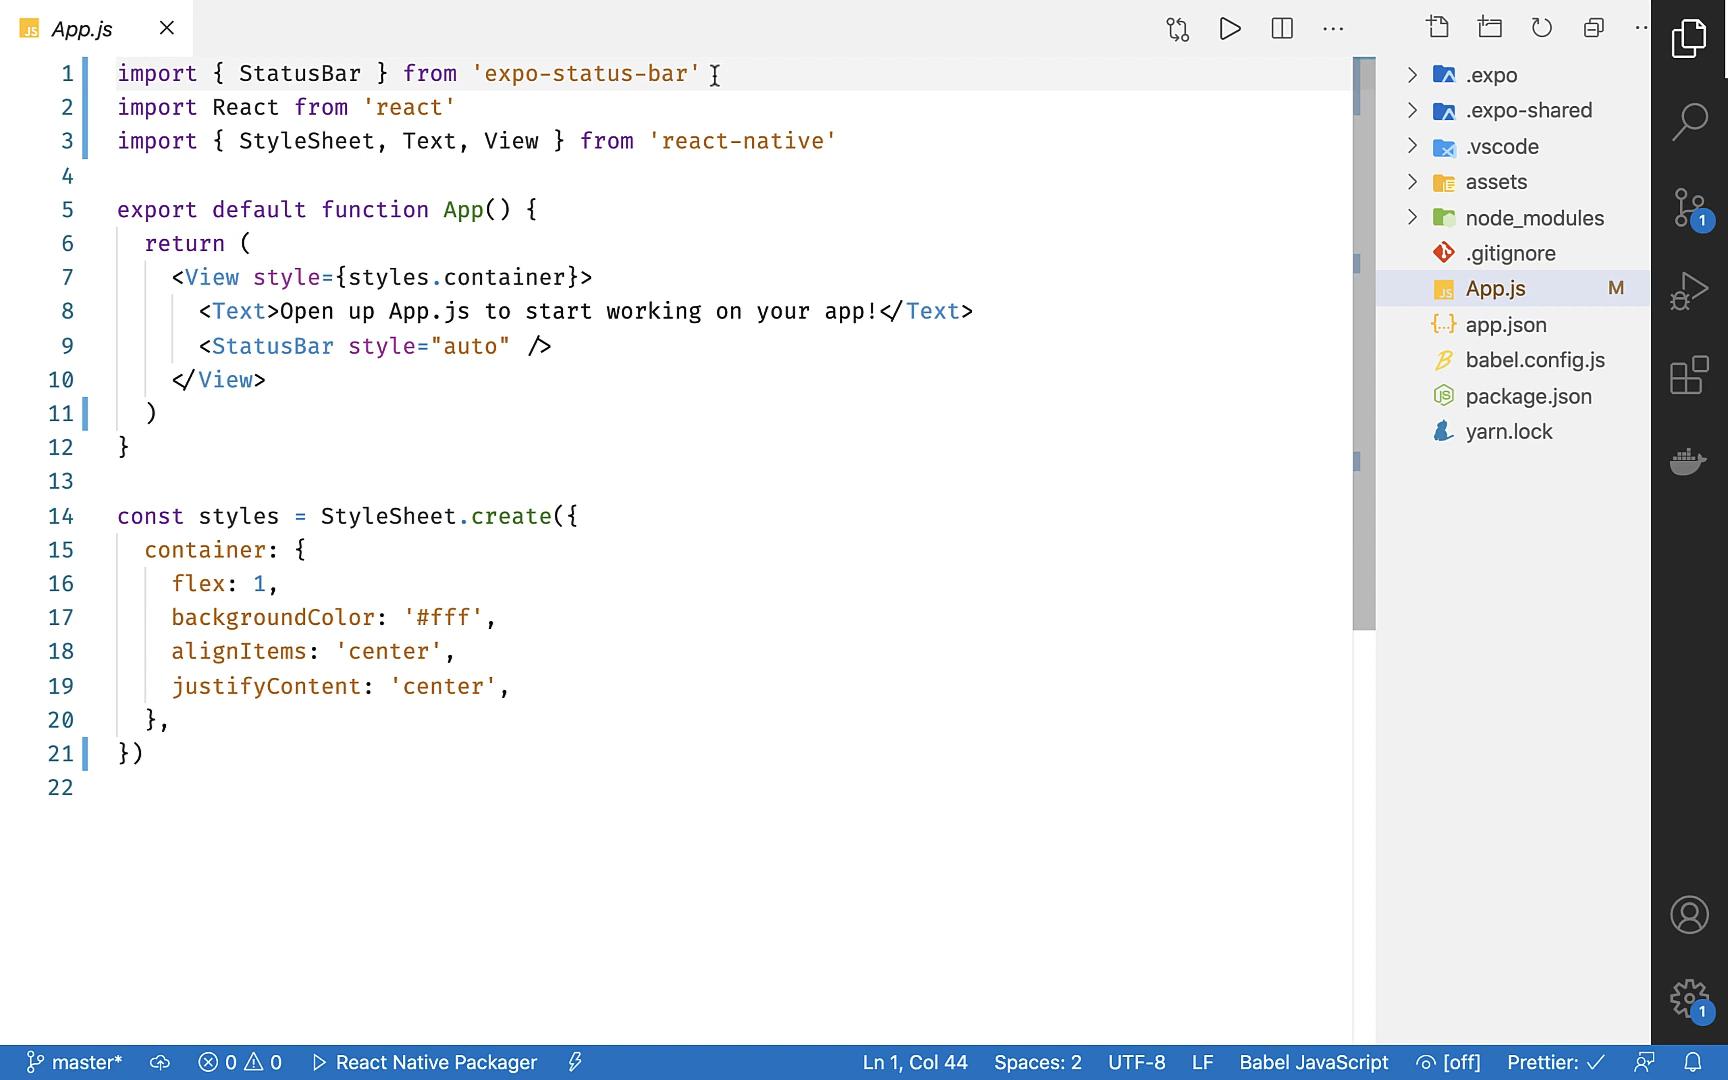 App.js
1 import { StatusBar } from 'expo-status-bar'
2 import React from 'react'
3 import { StyleSheet, Text, View } from 'react-native'
4
5 export default function App() {
6 return (
7 <View style={styles.container}>
8 <Text>Open up App.js to start working on your app!</Text>
9 <StatusBar style="auto" />
10 </View>
11 )
12 }
13
14 const styles = StyleSheet.create({
15 container: {
16 flex: 1,
17 backgroundColor: '#fff',
18 alignItems: 'center',
19 justifyContent: 'center',
20 },
21 })
22
.expo
.expo-shared
.vscode
assets
node_modules
.gitignore
App.js M
app.json
babel.config.js
package.json
yarn.lock
1
1
master* 0 0 React Native Packager Ln 1, Col 44 Spaces: 2 UTF-8 LF Babel JavaScript [off] Prettier: ✓